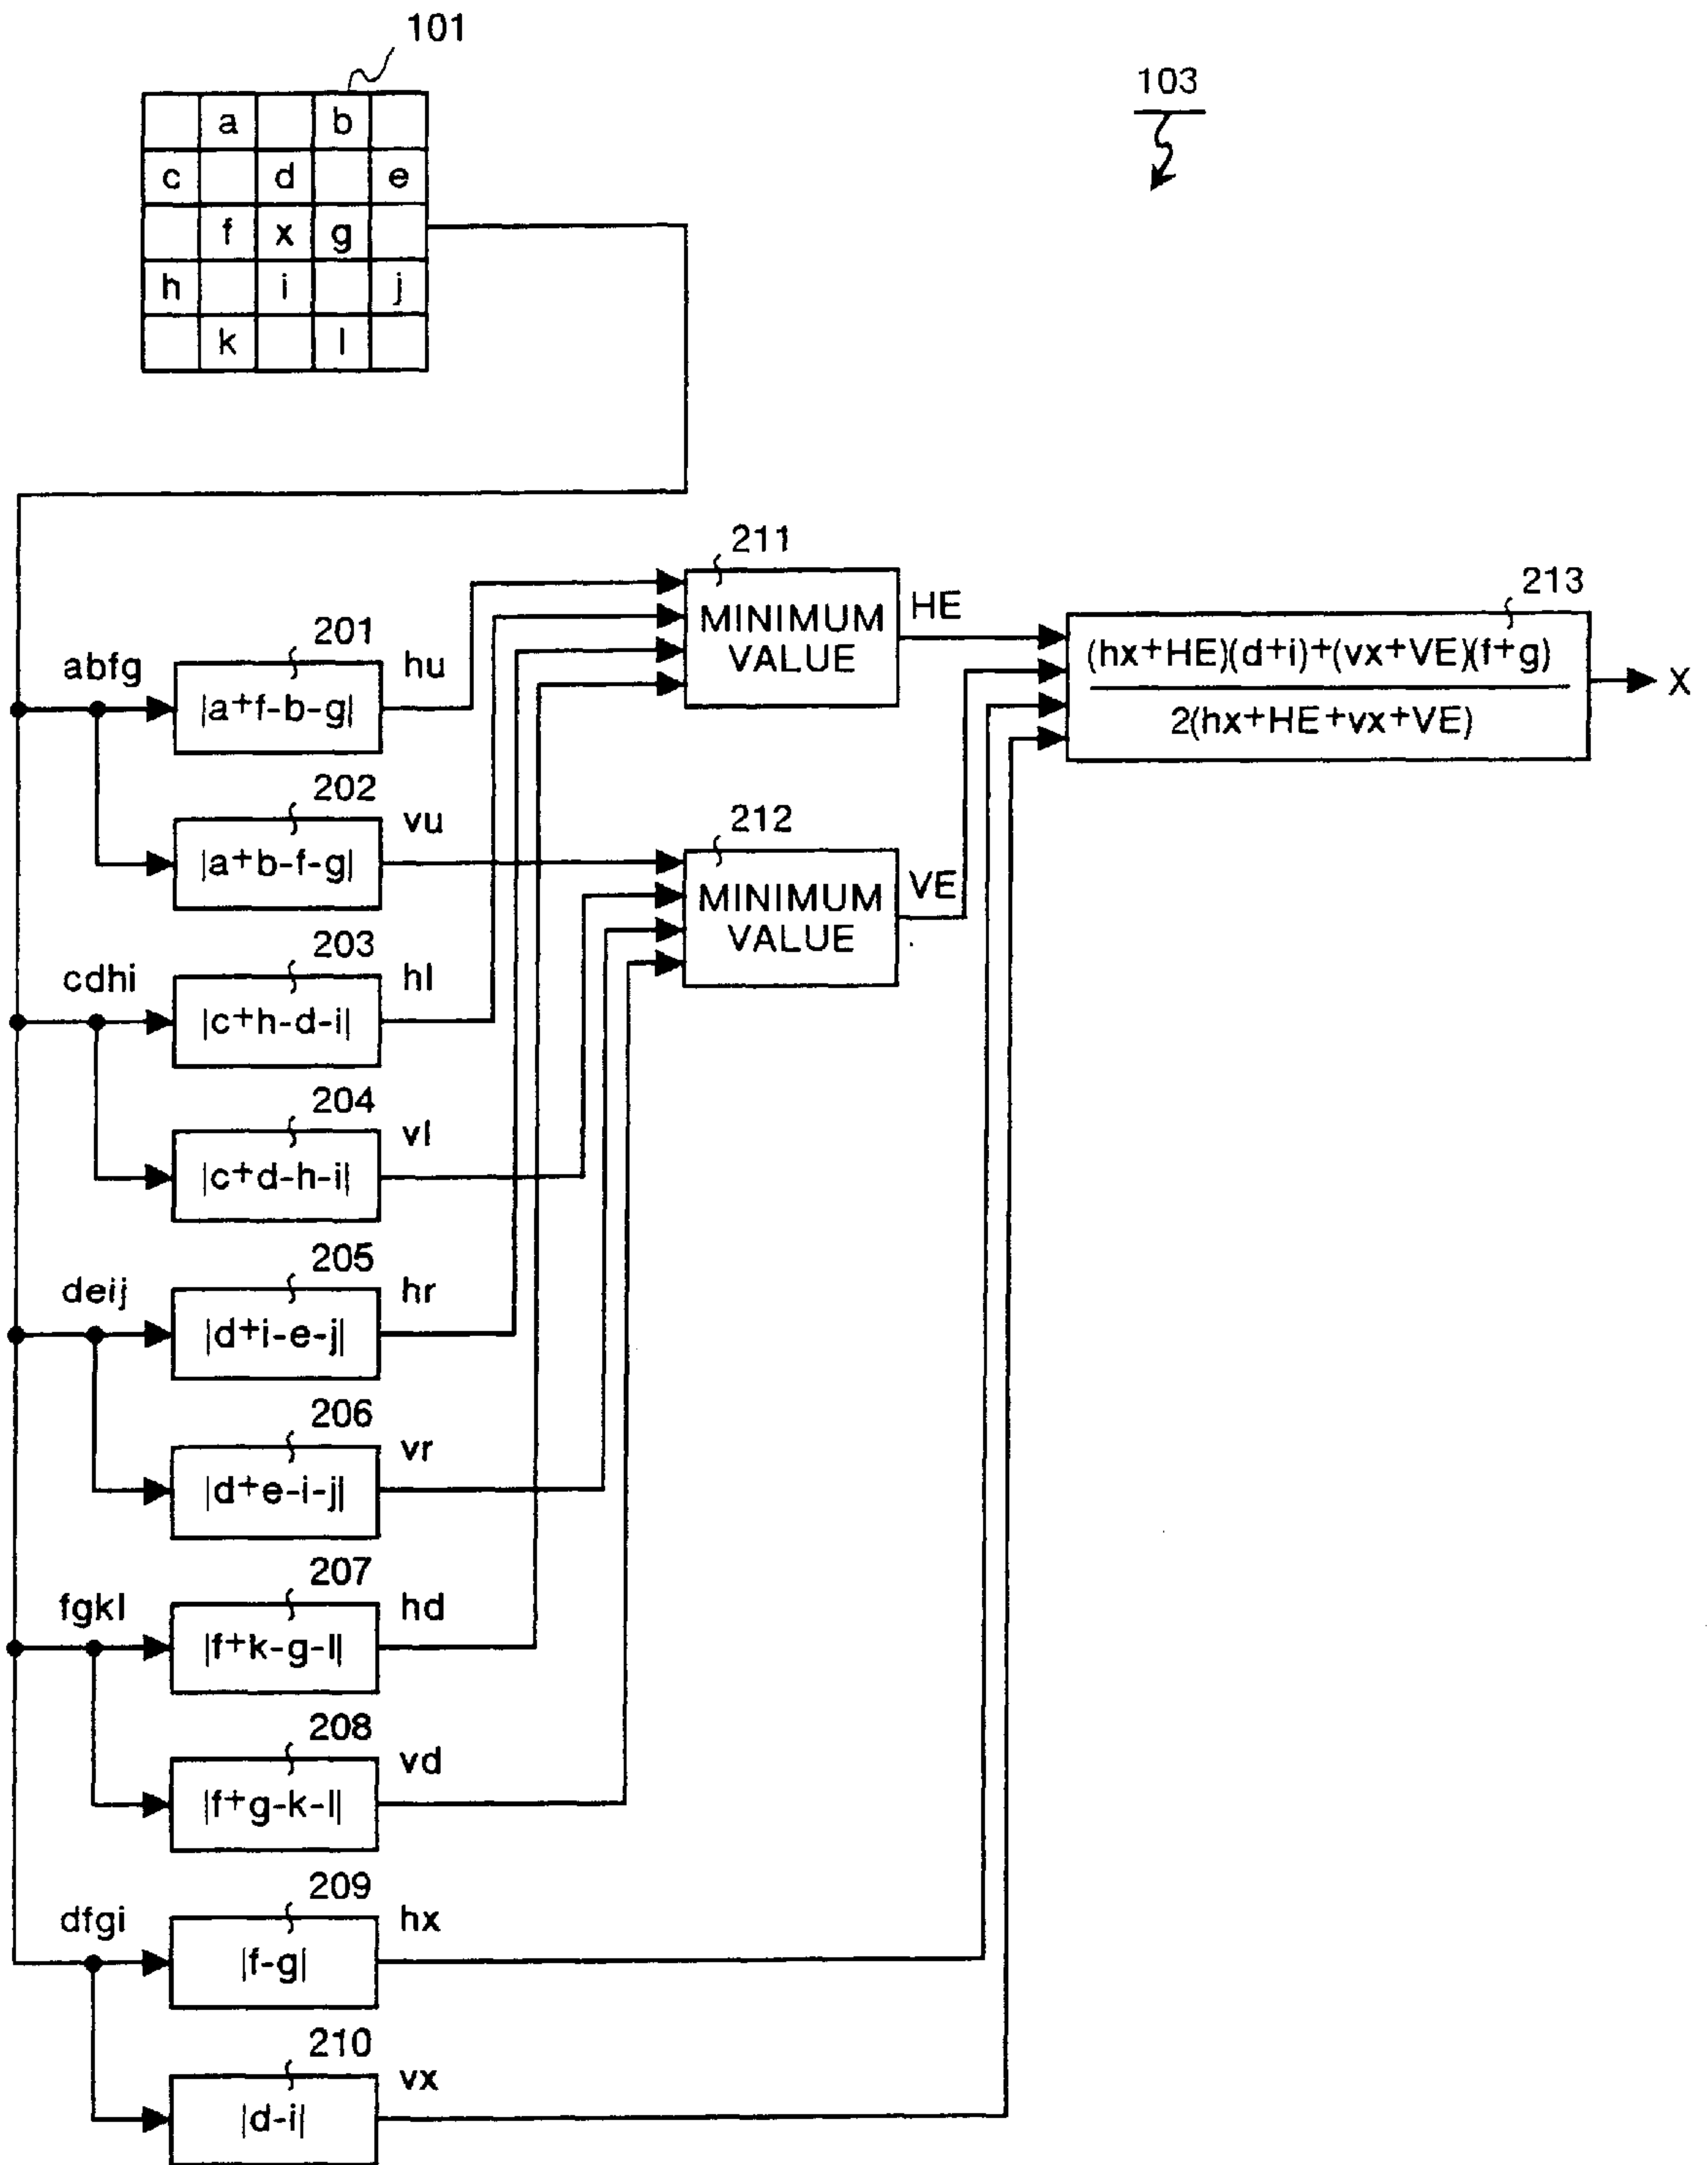 101
103
a b
c d e
f x g
h i j
k l
211
MINIMUM
VALUE
HE
213
(hx+HE)(d+i)+(vx+VE)(f+g)
2(hx+HE+vx+VE)
X
abfg
201
|a+f-b-g|
hu
202
|a+b-f-g|
vu
212
MINIMUM
VALUE
VE
cdhi
203
|c+h-d-i|
hl
204
|c+d-h-i|
vl
deij
205
|d+i-e-j|
hr
206
|d+e-i-j|
vr
fgkl
207
|f+k-g-l|
hd
208
|f+g-k-l|
vd
dfgi
209
|f-g|
hx
210
|d-i|
vx